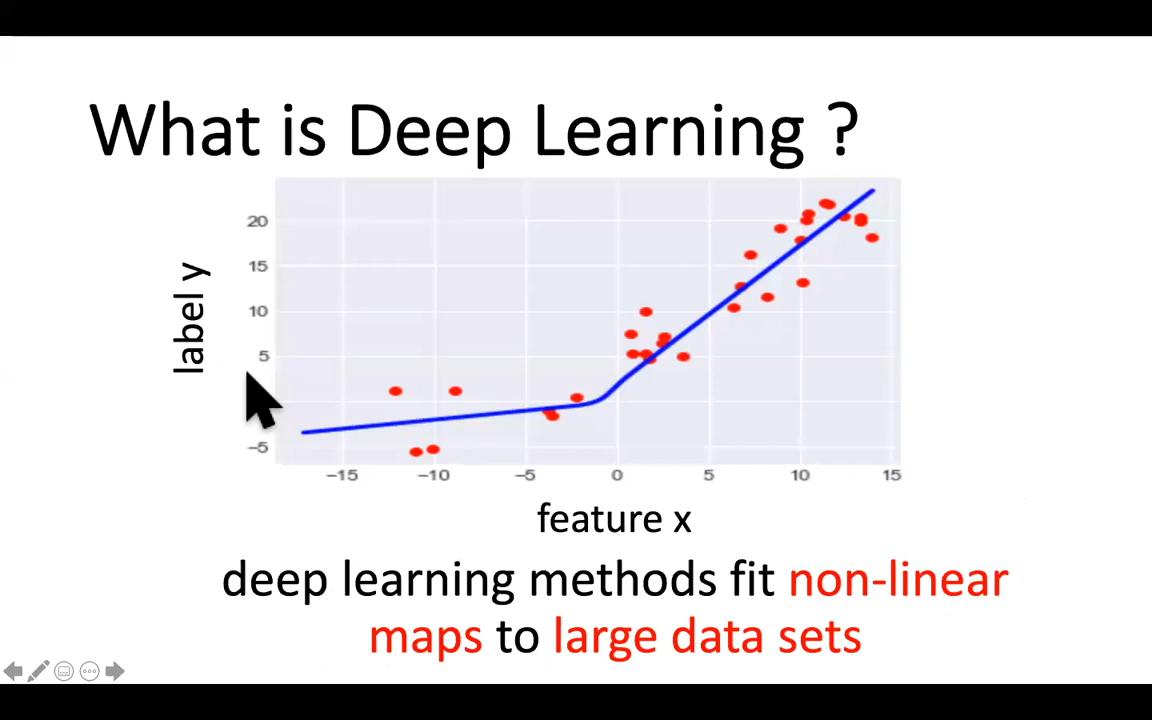 What is Deep Learning ?
label y
20
15
10
5
−5
−15
−10
−5
0
5
10
15
feature x
deep learning methods fit non-linear
maps to large data sets